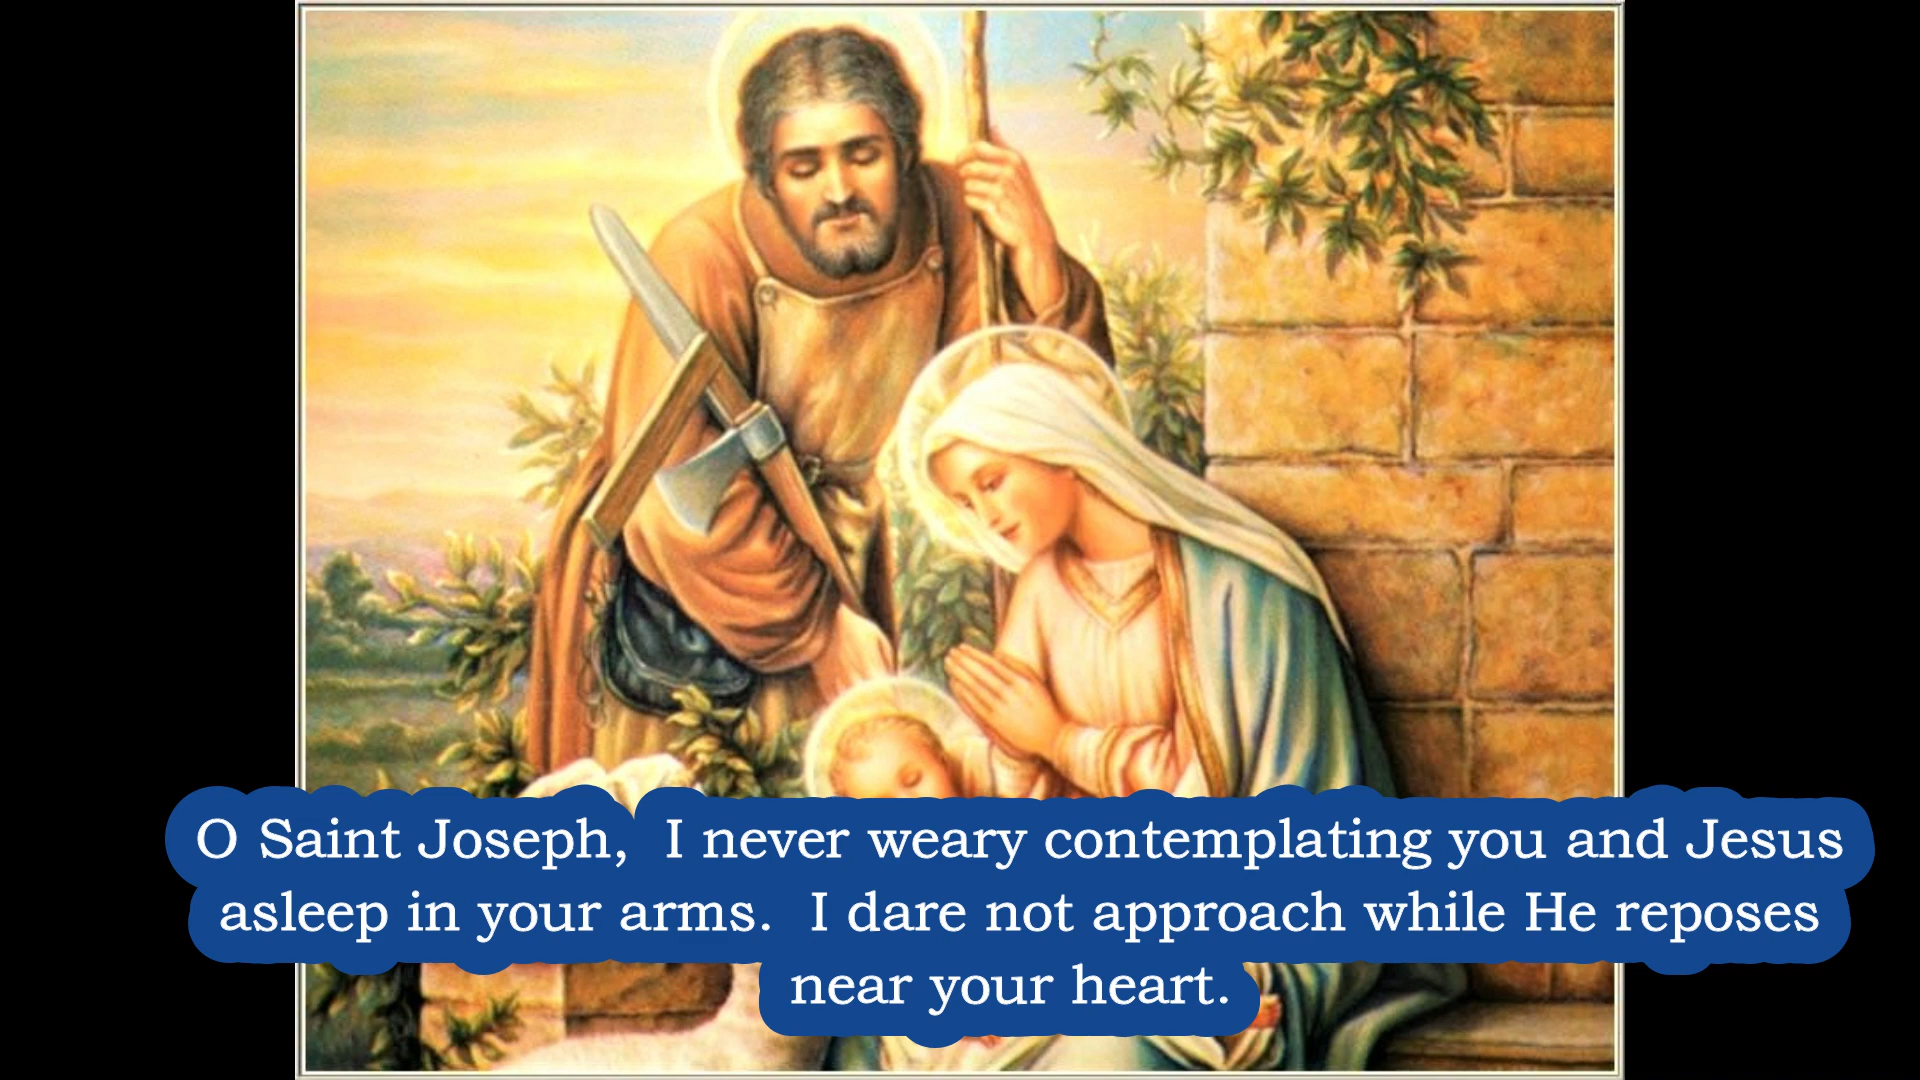 O Saint Joseph,  I never weary contemplating you and Jesus
asleep in your arms.  I dare not approach while He reposes
near your heart.